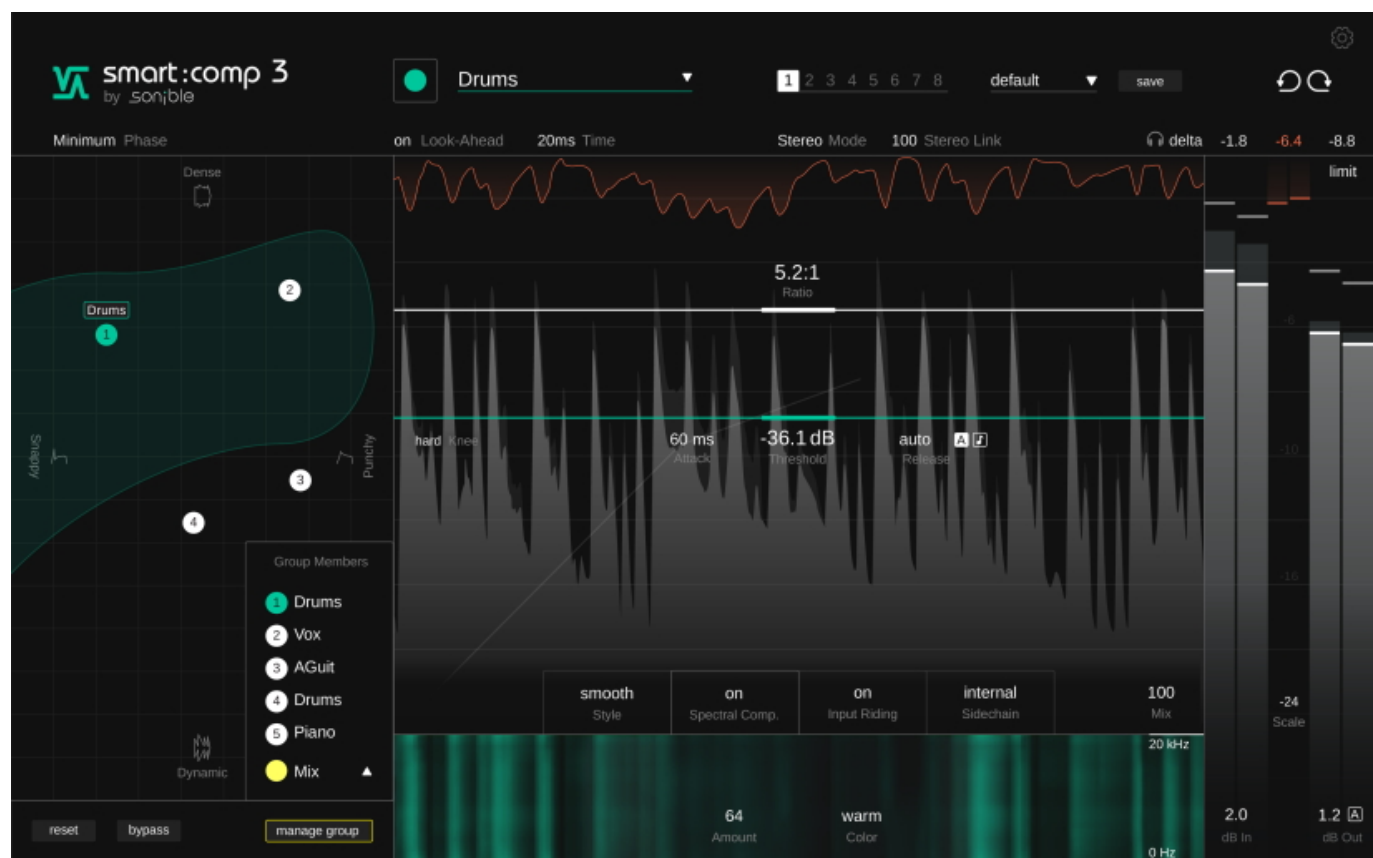 smart:comp 3
by sonible
Drums
1 2 3 4 5 6 7 8
default
save
Minimum Phase
on Look-Ahead
20ms Time
Stereo Mode
100 Stereo Link
delta
-1.8
-6.4
-8.8
limit
Dense
Snappy
Punchy
Dynamic
Drums
1
2
3
4
Group Members
1 Drums
2 Vox
3 AGuit
4 Drums
5 Piano
Mix
reset
bypass
manage group
5.2:1
Ratio
hard Knee
60 ms
Attack
-36.1 dB
Threshold
auto
Release
A
smooth
Style
on
Spectral Comp.
on
Input Riding
internal
Sidechain
100
Mix
20 kHz
64
Amount
warm
Color
0 Hz
-6
-10
-16
-24
Scale
2.0
dB In
1.2 A
dB Out